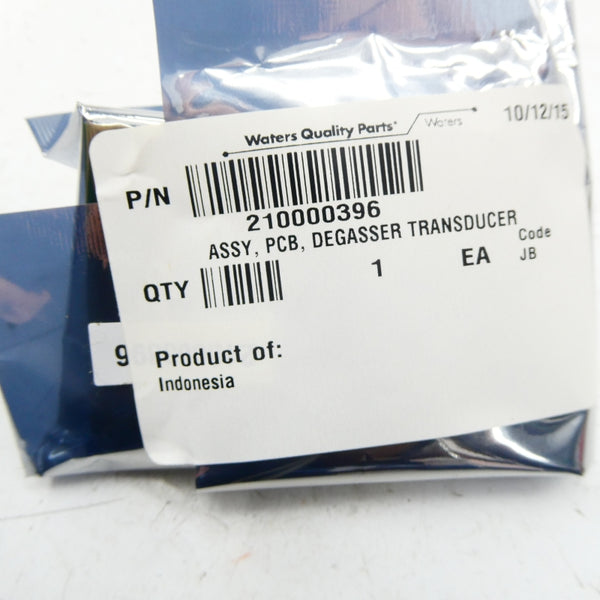 Waters Quality Parts
Waters
10/12/15
P/N
210000396
ASSY, PCB, DEGASSER TRANSDUCER
Code
JB
QTY
1
EA
9
Product of:
Indonesia